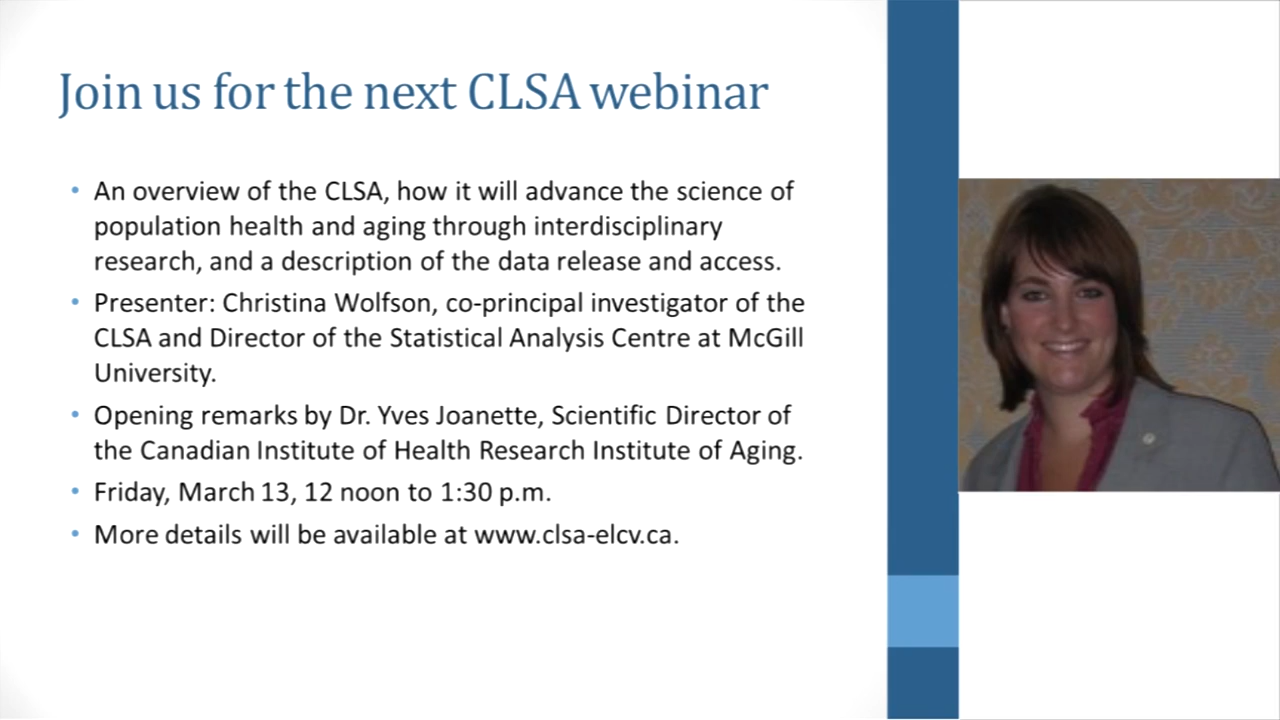 Join us for the next CLSA webinar
• An overview of the CLSA, how it will advance the science of
population health and aging through interdisciplinary
research, and a description of the data release and access.
• Presenter: Christina Wolfson, co-principal investigator of the
CLSA and Director of the Statistical Analysis Centre at McGill
University.
• Opening remarks by Dr. Yves Joanette, Scientific Director of
the Canadian Institute of Health Research Institute of Aging.
• Friday, March 13, 12 noon to 1:30 p.m.
• More details will be available at www.clsa-elcv.ca.